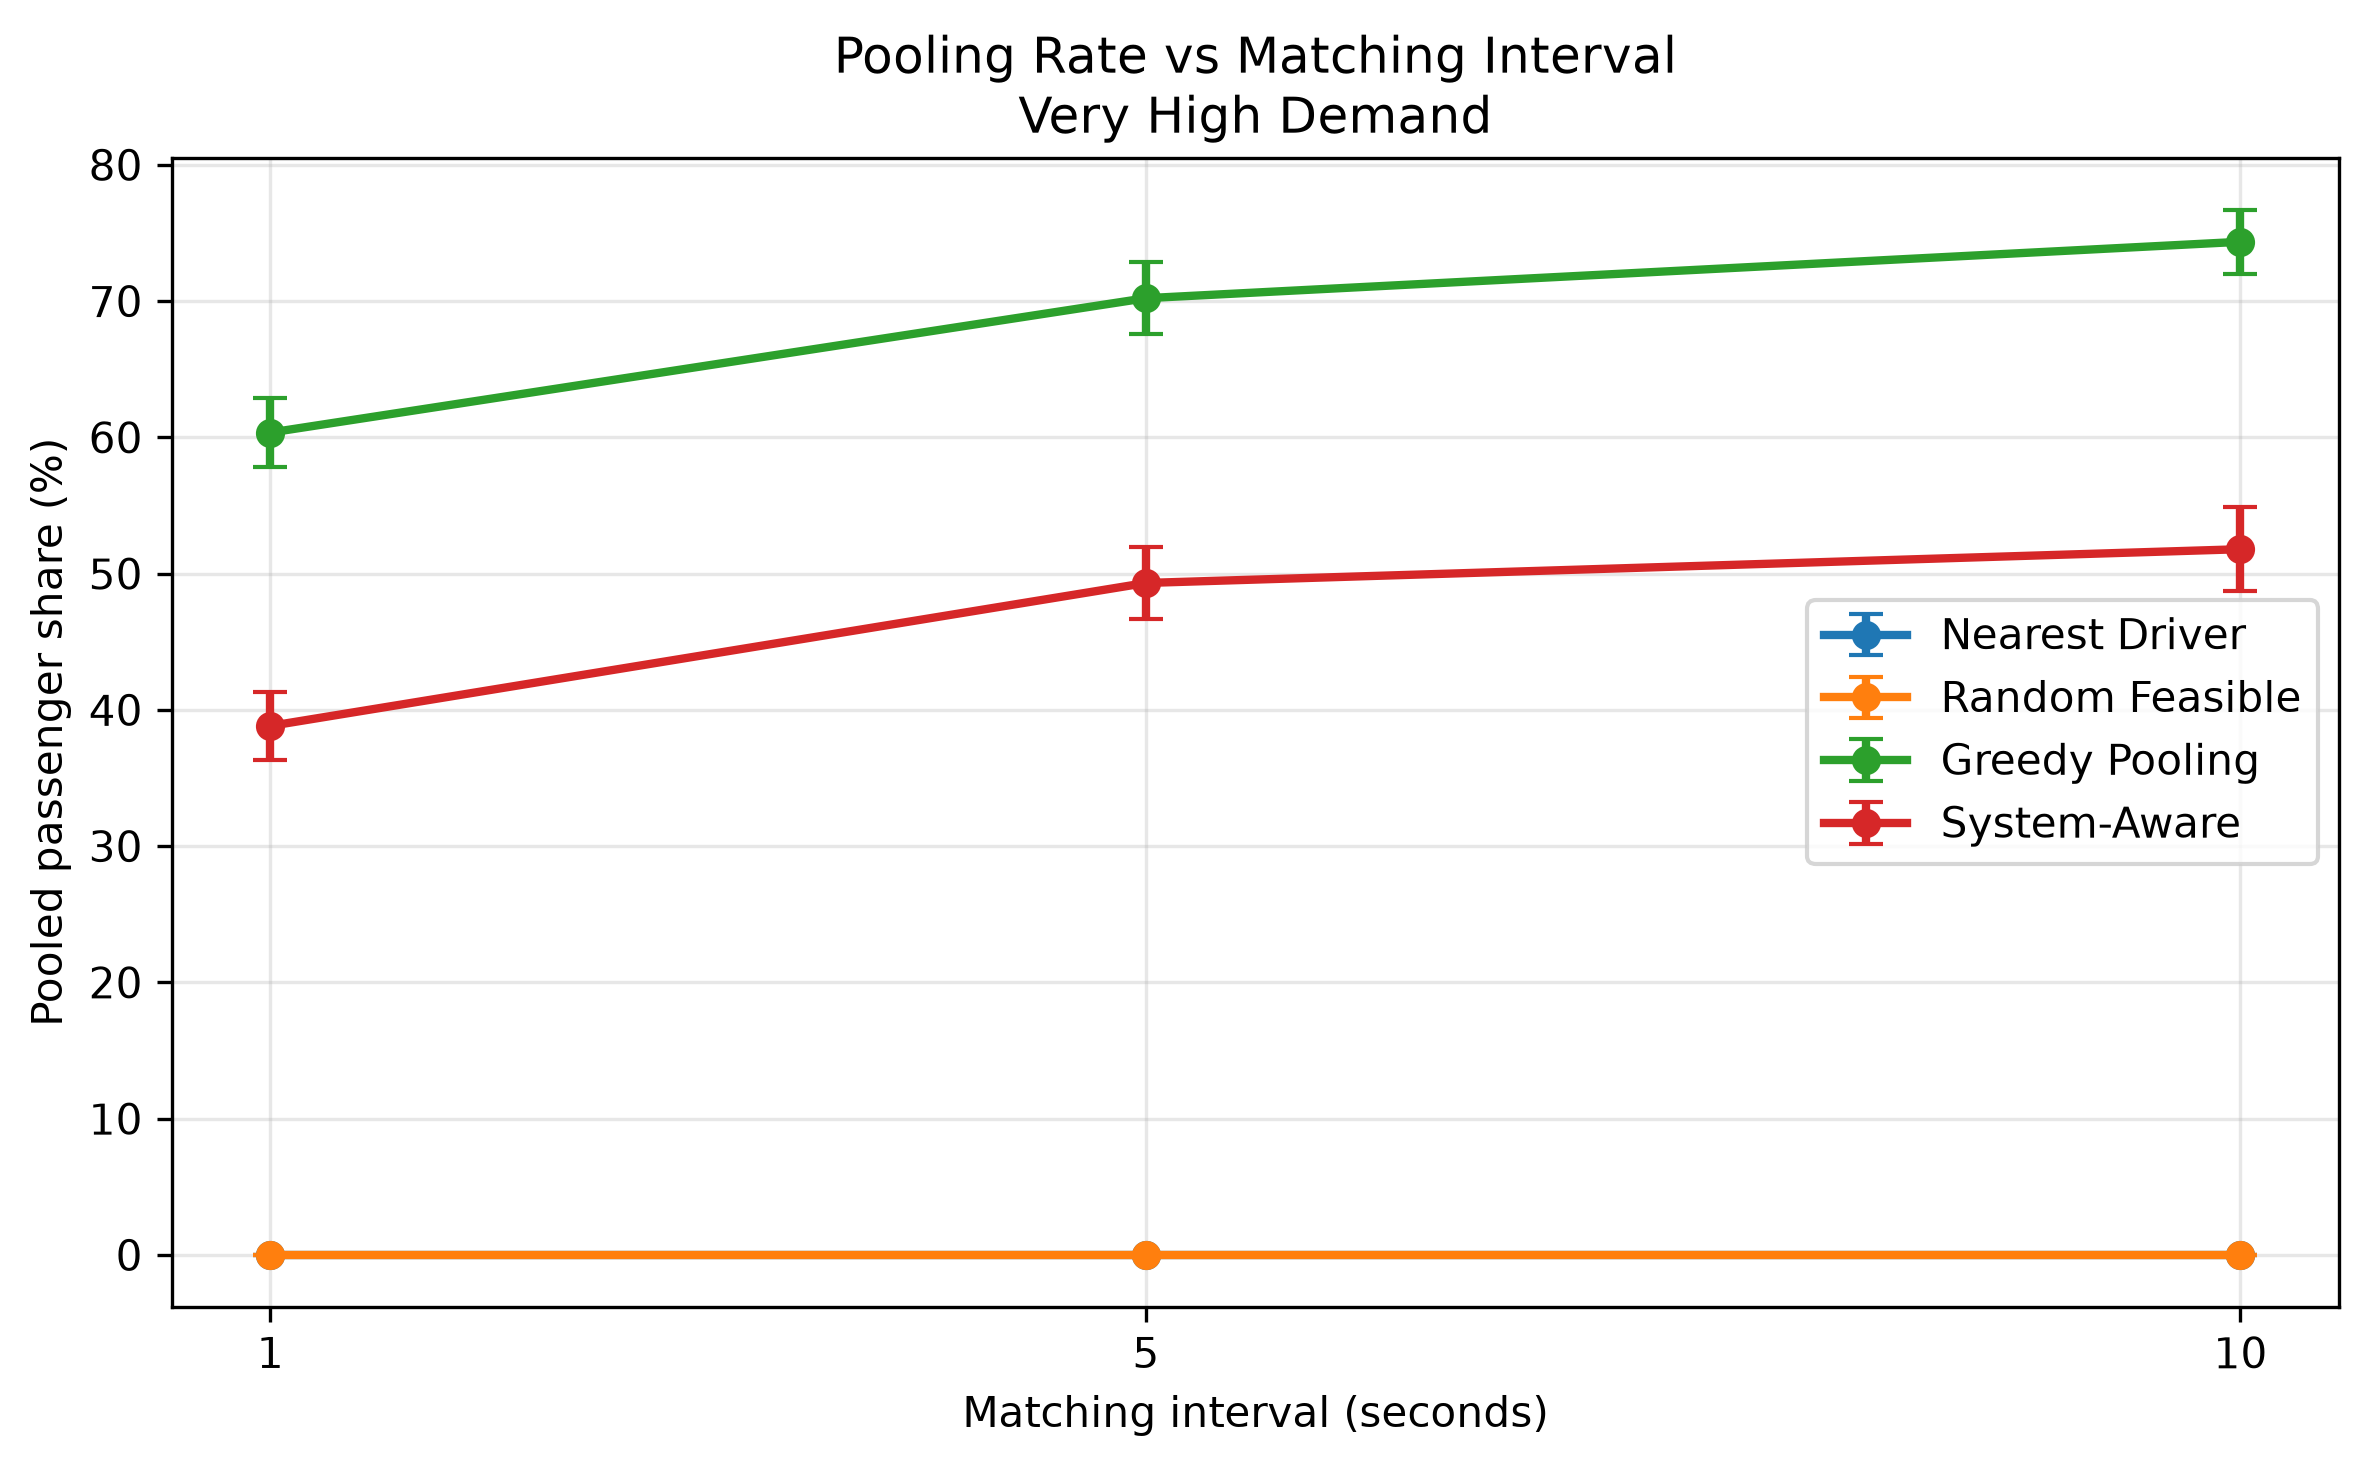 Pooling Rate vs Matching Interval
Very High Demand
Pooled passenger share (%)
80
70
60
50
40
30
20
10
0
Nearest Driver
Random Feasible
Greedy Pooling
System-Aware
1 5 10
Matching interval (seconds)